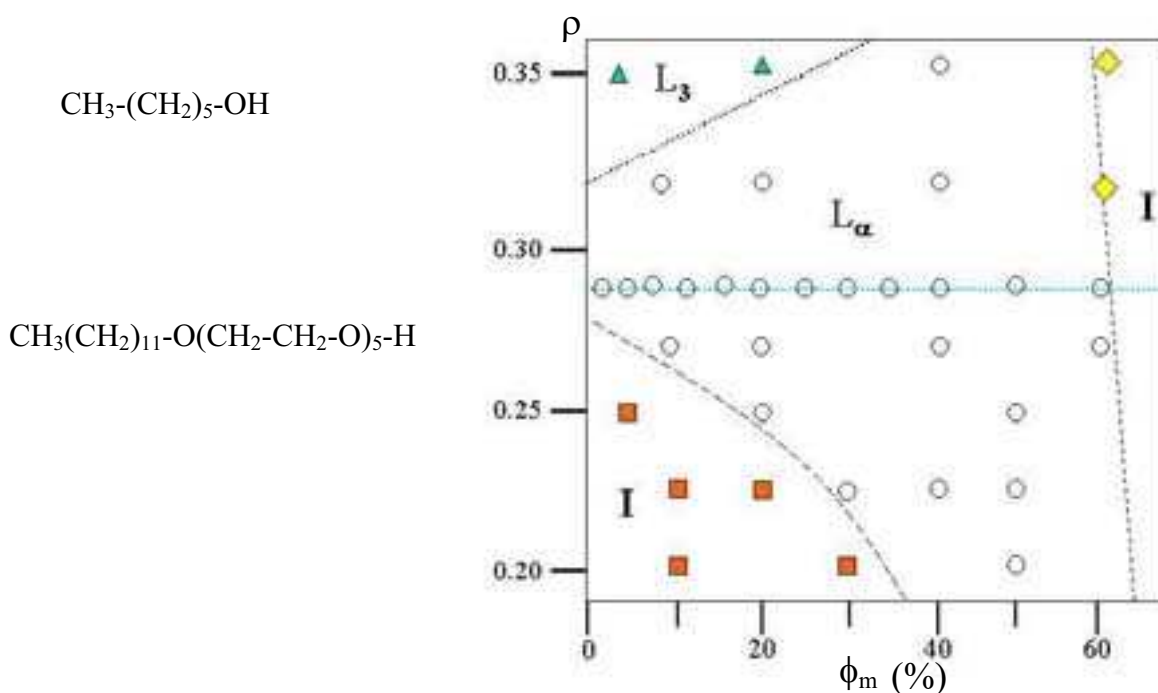 ρ
0.35
CH₃-(CH₂)₅-OH
L₃
I
Lα
0.30
CH₃(CH₂)₁₁-O(CH₂-CH₂-O)₅-H
0.25
I
0.20
0 20 40 60
ϕm (%)